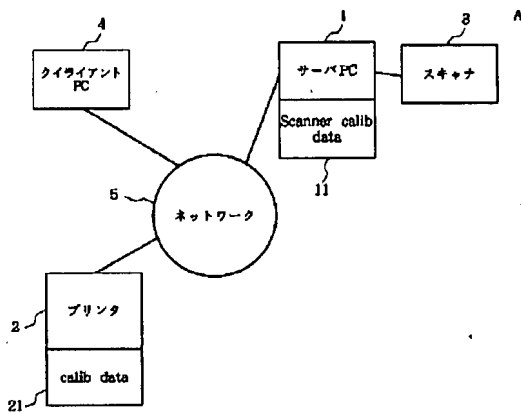 4
クイライアント
PC
1
サーバPC
Scanner calib
data
11
3
スキャナ
A
5
ネットワーク
2
プリンタ
calib data
21